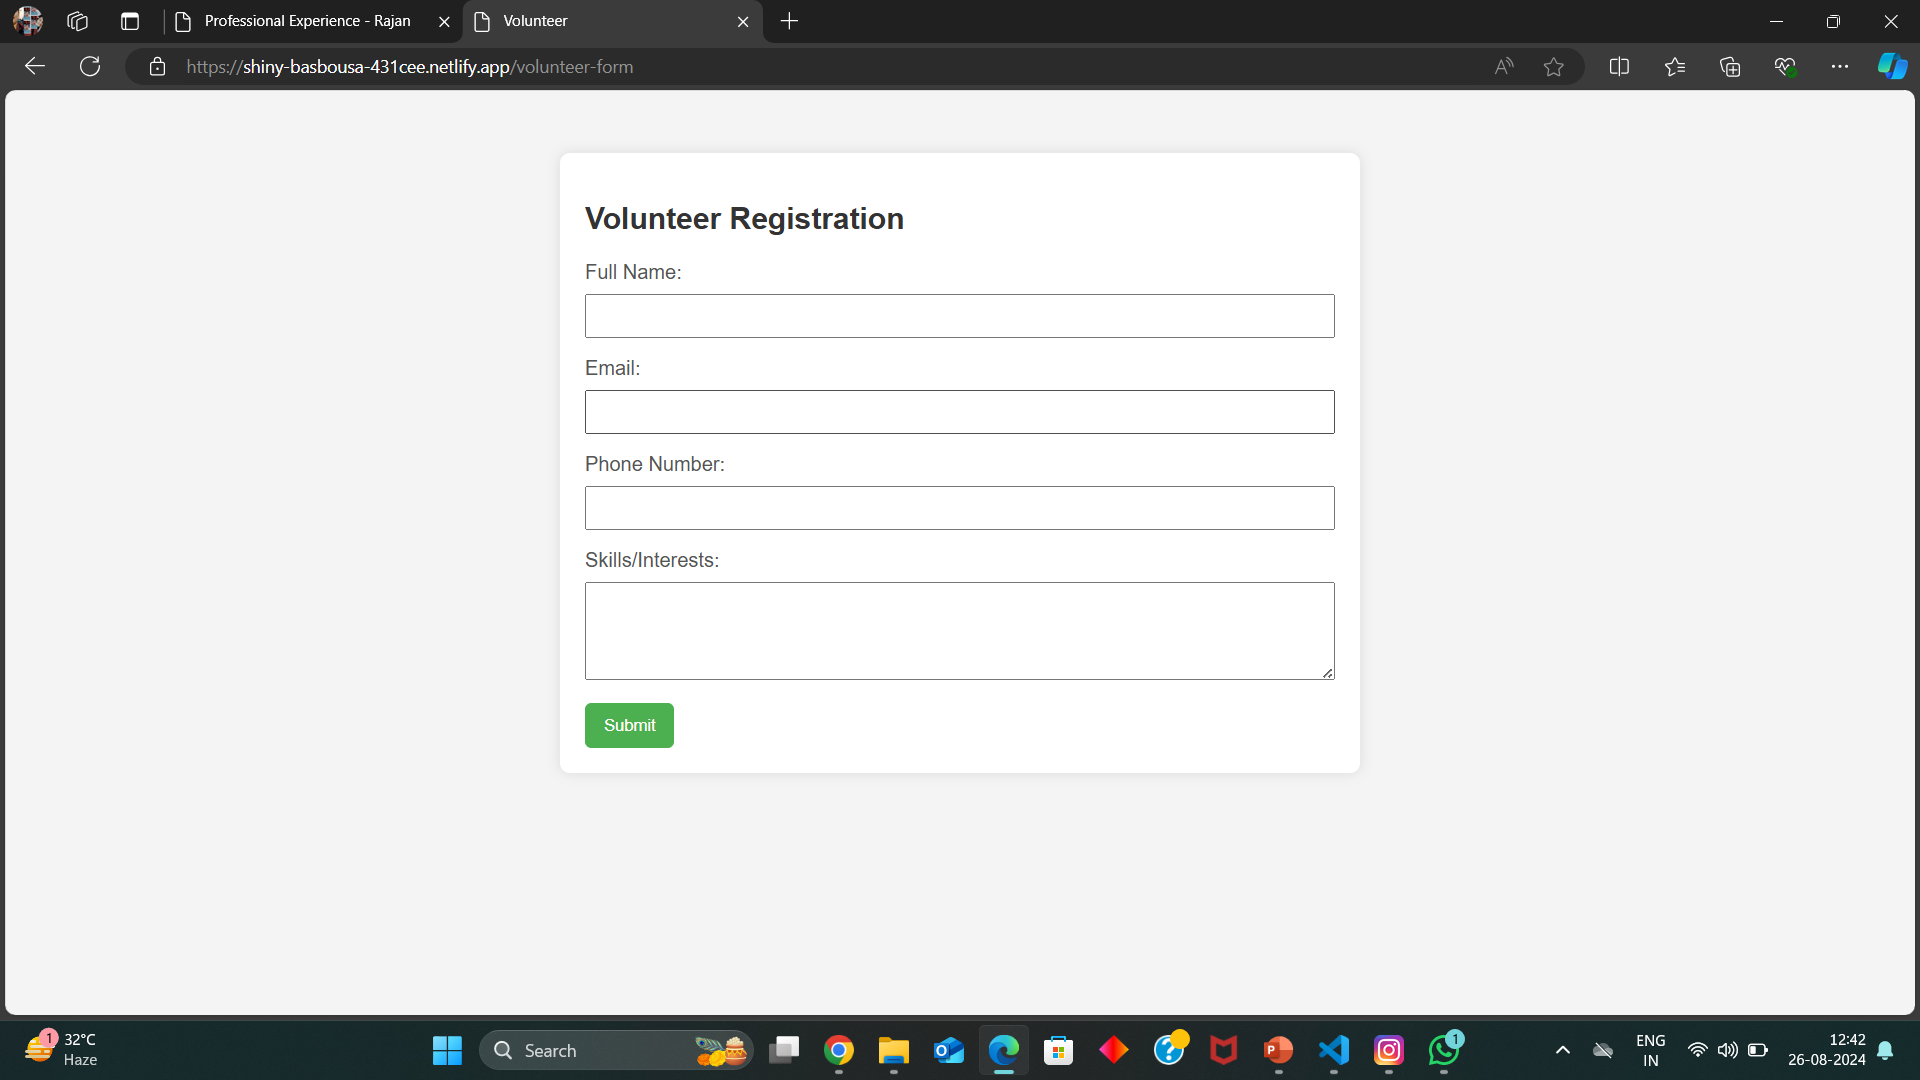 Professional Experience - Rajan
Volunteer
https://shiny-basbousa-431cee.netlify.app/volunteer-form
Volunteer Registration
Full Name:
Email:
Phone Number:
Skills/Interests:
Submit
1
32°C
Haze
Search
1
ENG
IN
12:42
26-08-2024